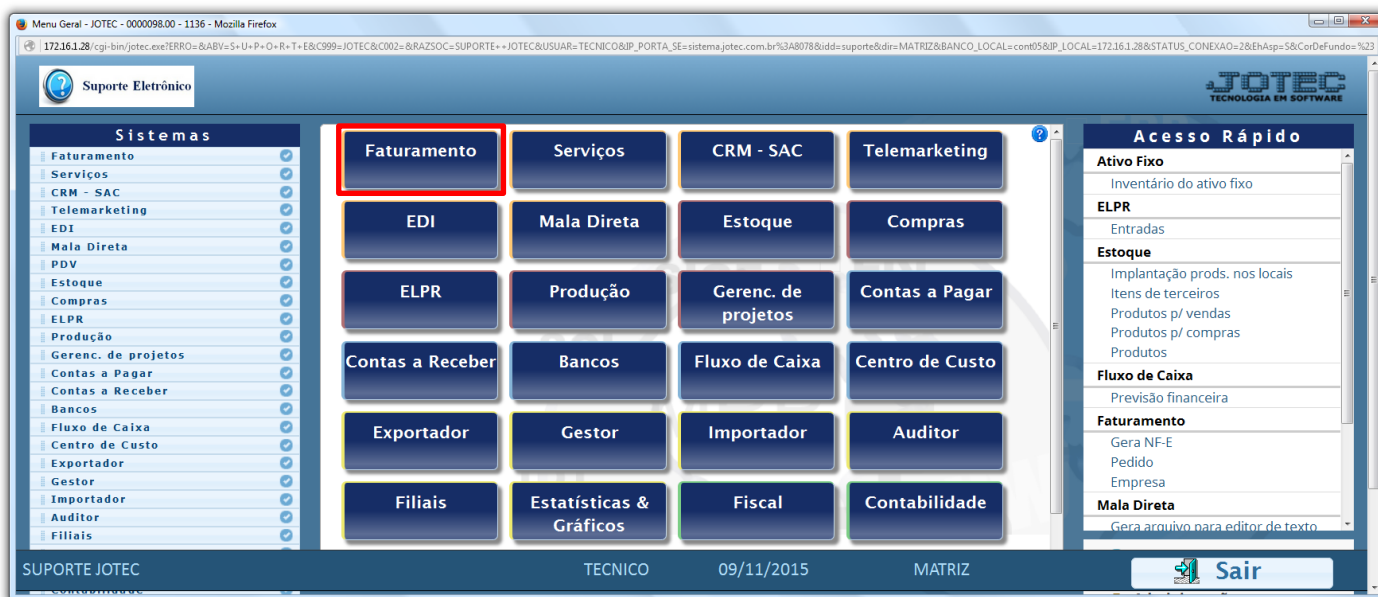 Menu Geral - JOTEC - 0000098.00 - 1136 - Mozilla Firefox
172.16.1.28/cgi-bin/jotec.exe?ERRO=&ABV=S+U+P+O+R+T+E&C999=JOTEC&C002=&RAZSOC=SUPORTE++JOTEC&USUAR=TECNICO&IP_PORTA_SE=sistema.jotec.com.br%3A8078&idd=suporte&dir=MATRIZ&BANCO_LOCAL=cont05&IP_LOCAL=172.16.1.28&STATUS_CONEXAO=2&EhAsp=S&CorDeFundo=%23
Suporte Eletrônico
JOTEC
TECNOLOGIA EM SOFTWARE
Sistemas
Faturamento
Serviços
CRM - SAC
Telemarketing
EDI
Mala Direta
PDV
Estoque
Compras
ELPR
Produção
Gerenc. de projetos
Contas a Pagar
Contas a Receber
Bancos
Fluxo de Caixa
Centro de Custo
Exportador
Gestor
Importador
Auditor
Filiais
Faturamento
Serviços
CRM - SAC
Telemarketing
EDI
Mala Direta
Estoque
Compras
ELPR
Produção
Gerenc. de
projetos
Contas a Pagar
Contas a Receber
Bancos
Fluxo de Caixa
Centro de Custo
Exportador
Gestor
Importador
Auditor
Filiais
Estatísticas &
Gráficos
Fiscal
Contabilidade
Acesso Rápido
Ativo Fixo
Inventário do ativo fixo
ELPR
Entradas
Estoque
Implantação prods. nos locais
Itens de terceiros
Produtos p/ vendas
Produtos p/ compras
Produtos
Fluxo de Caixa
Previsão financeira
Faturamento
Gera NF-E
Pedido
Empresa
Mala Direta
Gera arquivo para editor de texto
SUPORTE JOTEC
TECNICO
09/11/2015
MATRIZ
Sair